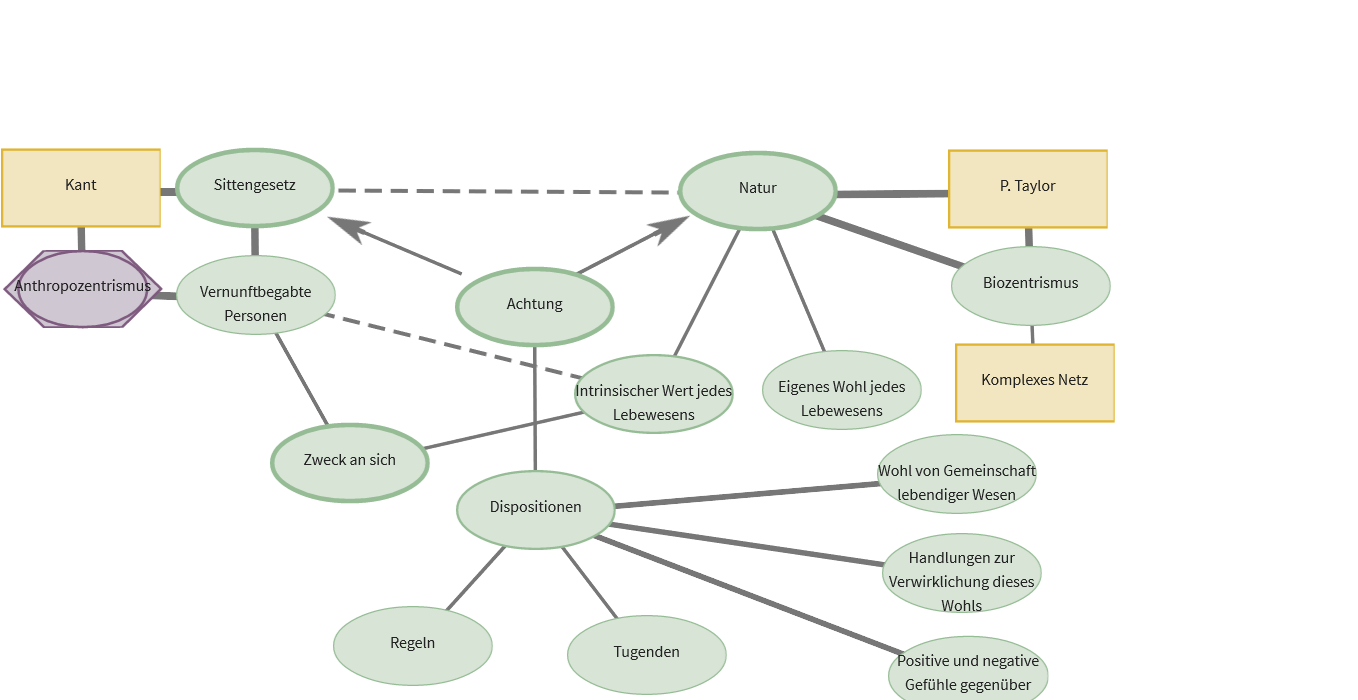 Kant
Sittengesetz
Natur
P. Taylor
Anthropozentrismus
Vernunftbegabte
Personen
Achtung
Biozentrismus
Intrinsischer Wert jedes
Lebewesens
Eigenes Wohl jedes
Lebewesens
Komplexes Netz
Zweck an sich
Dispositionen
Wohl von Gemeinschaft
lebendiger Wesen
Handlungen zur
Verwirklichung dieses
Wohls
Regeln
Tugenden
Positive und negative
Gefühle gegenüber